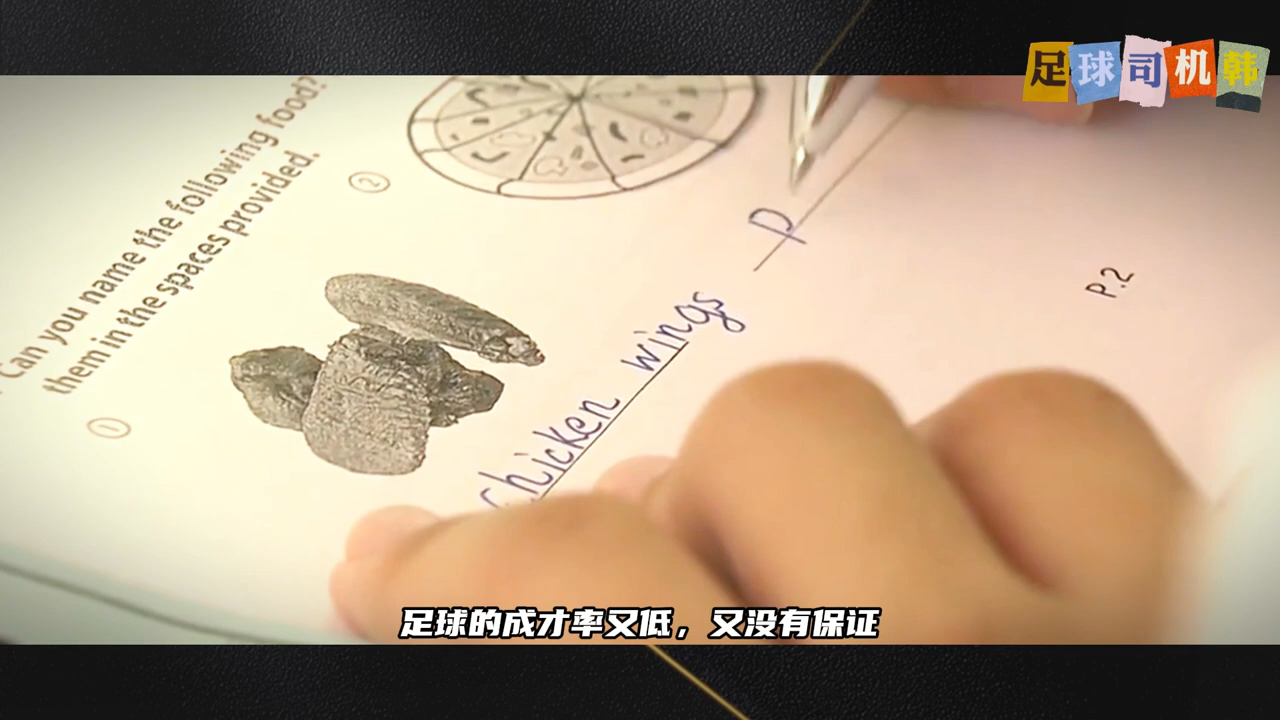 足球司机韩
Can you name the following food?
them in the spaces provided.
①
②
Chicken wings
P
P.2
足球的成才率又低，又没有保证